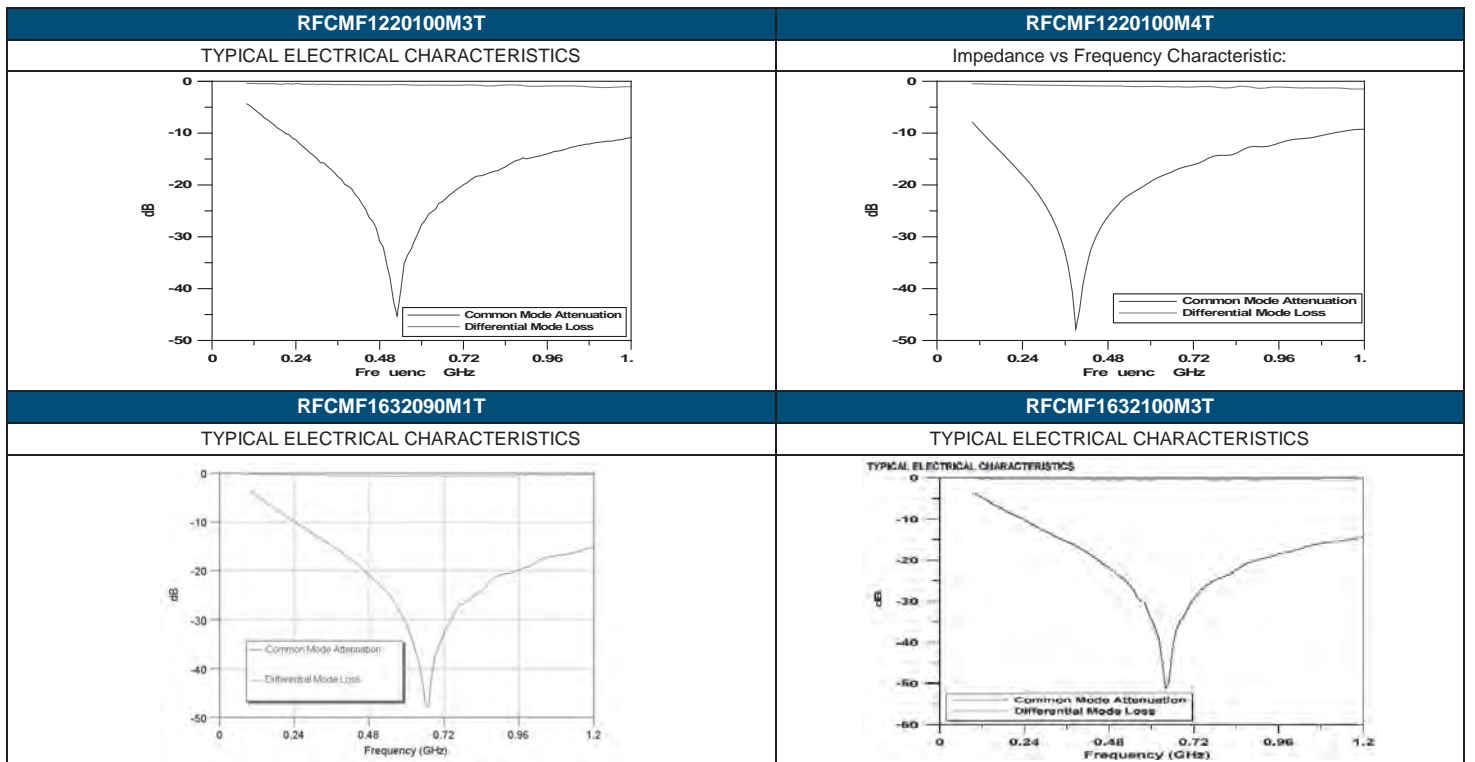 RFCMF1220100M3T
TYPICAL ELECTRICAL CHARACTERISTICS
0
-10
-20
-30
-40
-50
dB
Common Mode Attenuation
Differential Mode Loss
0 0.24 0.48 0.72 0.96 1.
Fre uenc GHz
RFCMF1220100M4T
Impedance vs Frequency Characteristic:
0
-10
-20
-30
-40
-50
dB
Common Mode Attenuation
Differential Mode Loss
0 0.24 0.48 0.72 0.96 1.
Fre uenc GHz
RFCMF1632090M1T
TYPICAL ELECTRICAL CHARACTERISTICS
0
-10
-20
-30
-40
-50
dB
Common Mode Attenuation
Differential Mode Loss
0 0.24 0.48 0.72 0.96 1.2
Frequency (GHz)
RFCMF1632100M3T
TYPICAL ELECTRICAL CHARACTERISTICS
TYPICAL ELECTRICAL CHARACTERISTICS
0
-10
-20
-30
-40
-50
-60
dB
Common Mode Attenuation
Differential Mode Loss
0 0.24 0.48 0.72 0.96 1.2
Frequency (GHz)